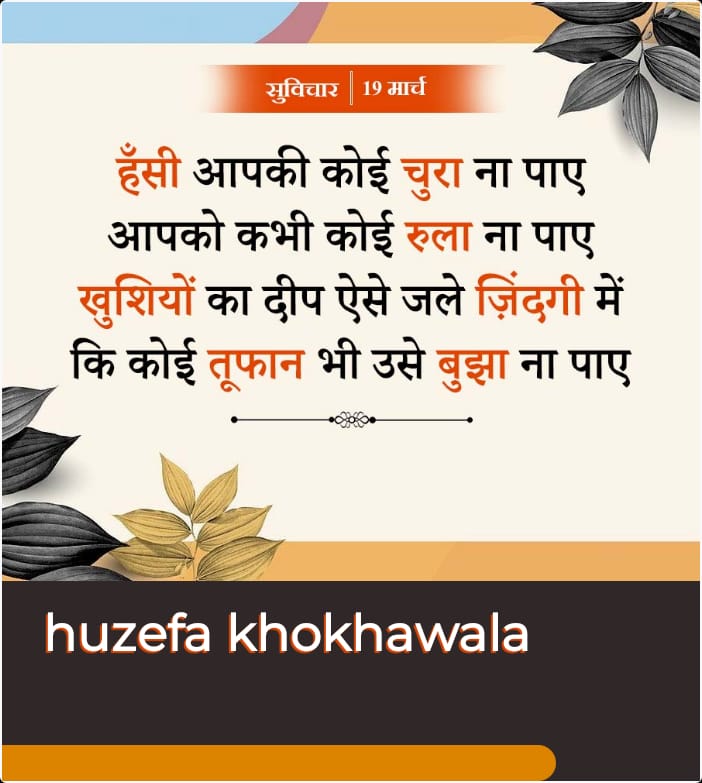 सुविचार | 19 मार्च
हँसी आपकी कोई चुरा ना पाए
आपको कभी कोई रुला ना पाए
खुशियों का दीप ऐसे जले ज़िंदगी में
कि कोई तूफान भी उसे बुझा ना पाए
huzefa khokhawala